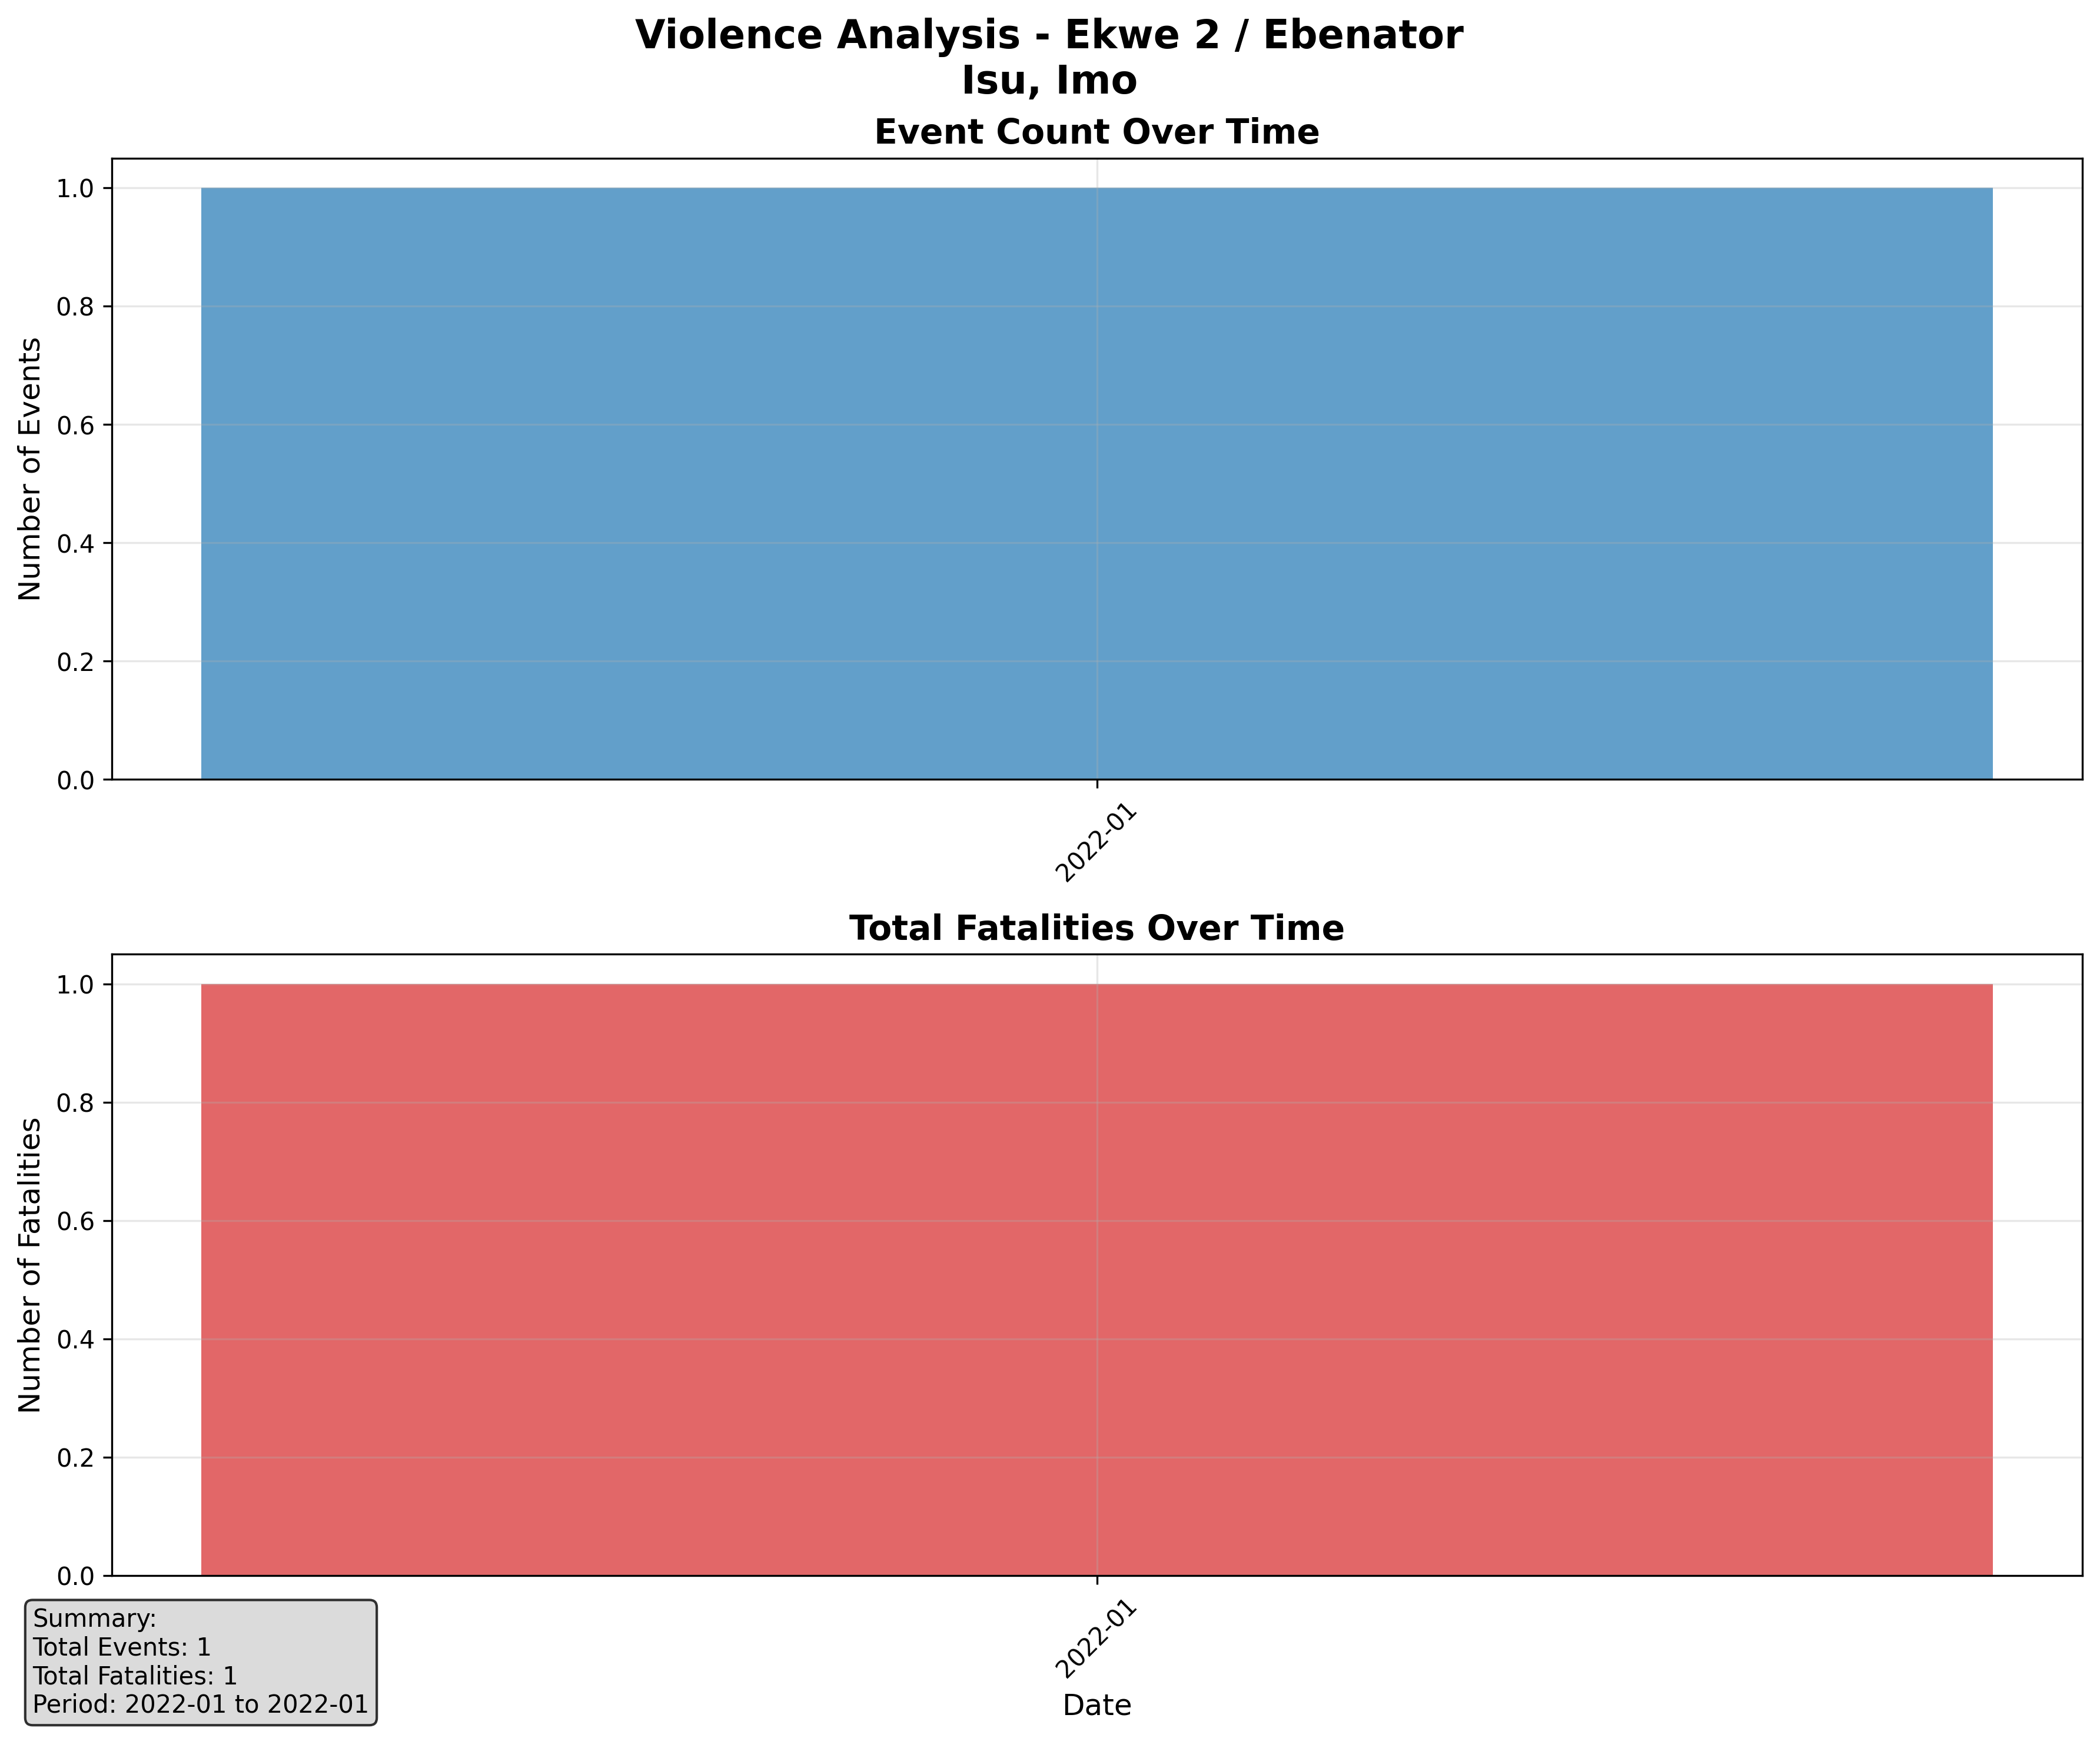 Violence Analysis - Ekwe 2 / Ebenator
Isu, Imo
Event Count Over Time
Number of Events
1.0
0.8
0.6
0.4
0.2
0.0
2022-01
Total Fatalities Over Time
Number of Fatalities
1.0
0.8
0.6
0.4
0.2
0.0
2022-01
Date
Summary:
Total Events: 1
Total Fatalities: 1
Period: 2022-01 to 2022-01